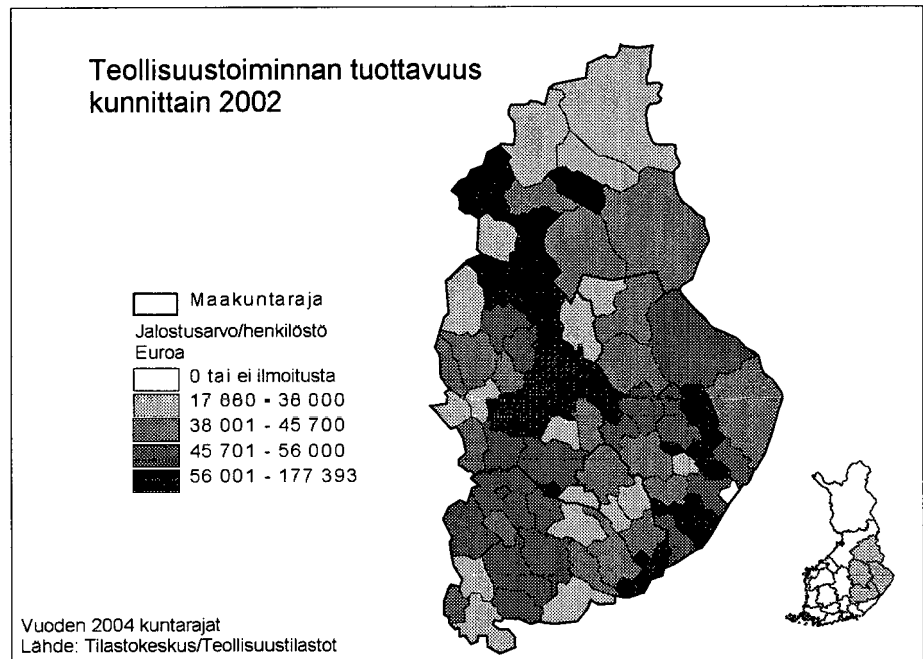 Teollisuustoiminnan tuottavuus
kunnittain 2002
Maakuntaraja
Jalostusarvo/henkilöstö
Euroa
0 tai ei ilmoitusta
17 880 - 38 000
38 001 - 45 700
45 701 - 56 000
56 001 - 177 393
Vuoden 2004 kuntarajat
Lähde: Tilastokeskus/Teollisuustilastot